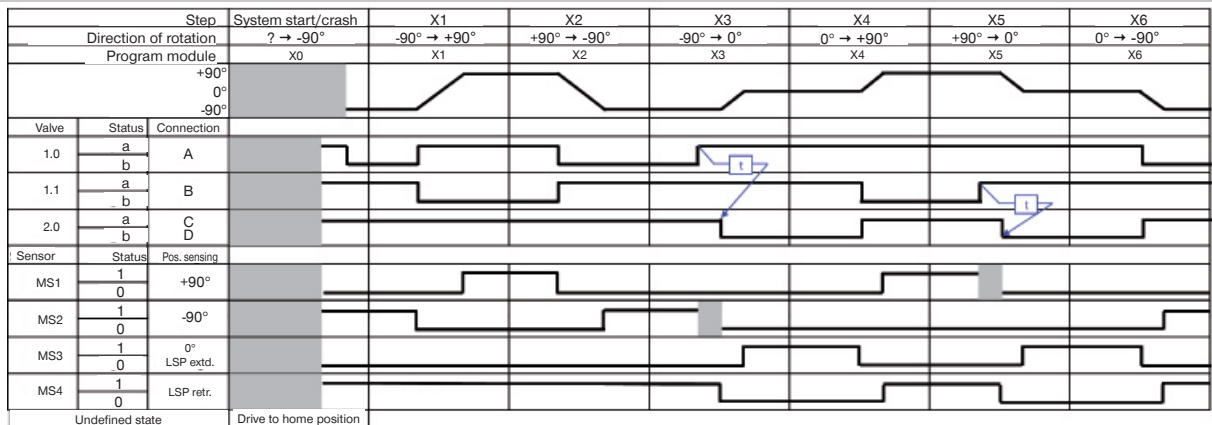 Step System start/crash X1 X2 X3 X4 X5 X6
Direction of rotation ? → -90° -90° → +90° +90° → -90° -90° → 0° 0° → +90° +90° → 0° 0° → -90°
Program module X0 X1 X2 X3 X4 X5 X6
+90°
0°
-90°
Valve Status Connection
1.0 a b A
t
1.1 a b B
t
2.0 a b C D
Sensor Status Pos. sensing
MS1 1 0 +90°
MS2 1 0 -90°
MS3 1 0 0° LSP extd.
MS4 1 0 LSP retr.
Undefined state Drive to home position